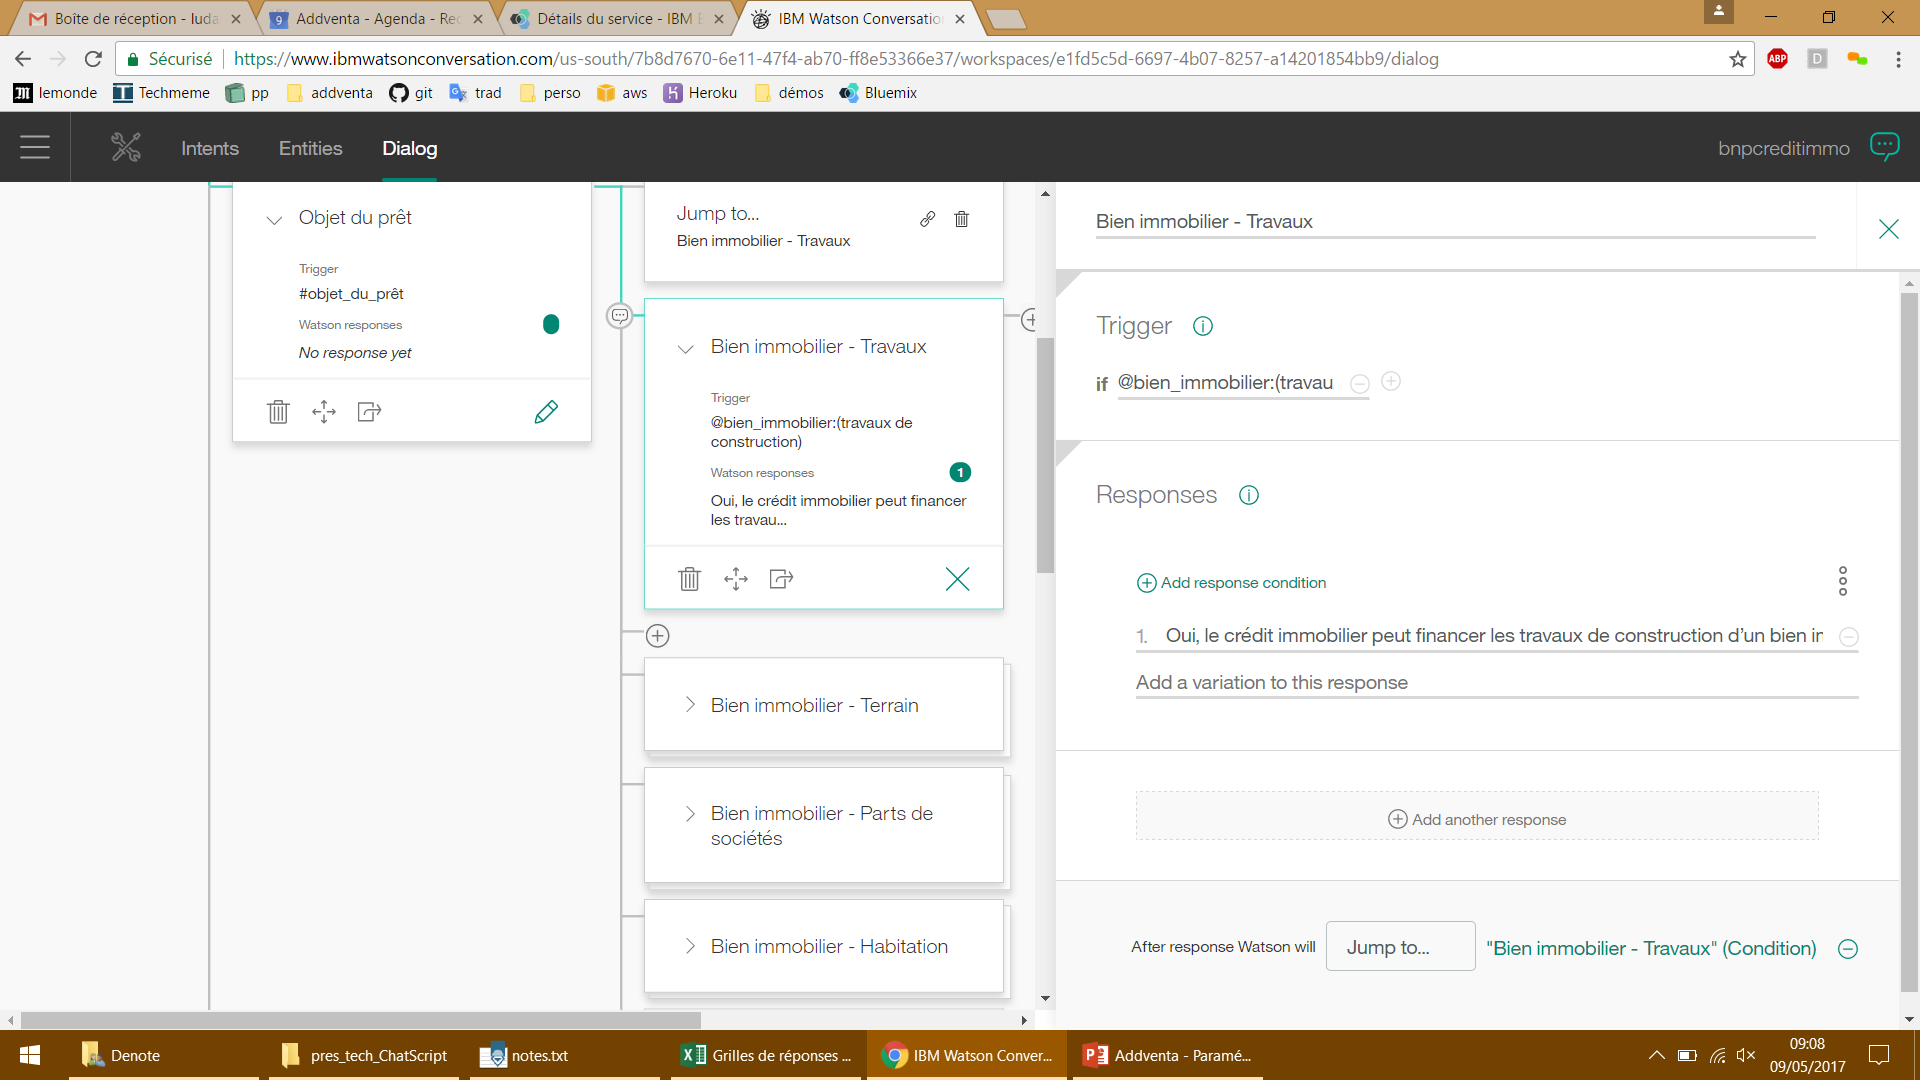 Boîte de réception - luda
9 Addventa - Agenda - Rec
Détails du service - IBM B
IBM Watson Conversatio
Sécurisé
https://www.ibmwatsonconversation.com/us-south/7b8d7670-6e11-47f4-ab70-ff8e53366e37/workspaces/e1fd5c5d-6697-4b07-8257-a14201854bb9/dialog
ABP
D
lemonde
Techmeme
pp
addventa
git
trad
perso
aws
Heroku
démos
Bluemix
Intents
Entities
Dialog
bnpcreditimmo
Objet du prêt
Trigger
#objet_du_prêt
Watson responses
No response yet
Jump to...
Bien immobilier - Travaux
Bien immobilier - Travaux
Trigger
@bien_immobilier:(travaux de
construction)
Watson responses
1
Oui, le crédit immobilier peut financer
les travau...
Bien immobilier - Terrain
Bien immobilier - Parts de
sociétés
Bien immobilier - Habitation
Bien immobilier - Travaux
Trigger
if @bien_immobilier:(travau
Responses
Add response condition
1. Oui, le crédit immobilier peut financer les travaux de construction d’un bien in
Add a variation to this response
Add another response
After response Watson will
Jump to...
"Bien immobilier - Travaux" (Condition)
Denote
pres_tech_ChatScript
notes.txt
Grilles de réponses ...
IBM Watson Conver...
Addventa - Paramé...
09:08
09/05/2017